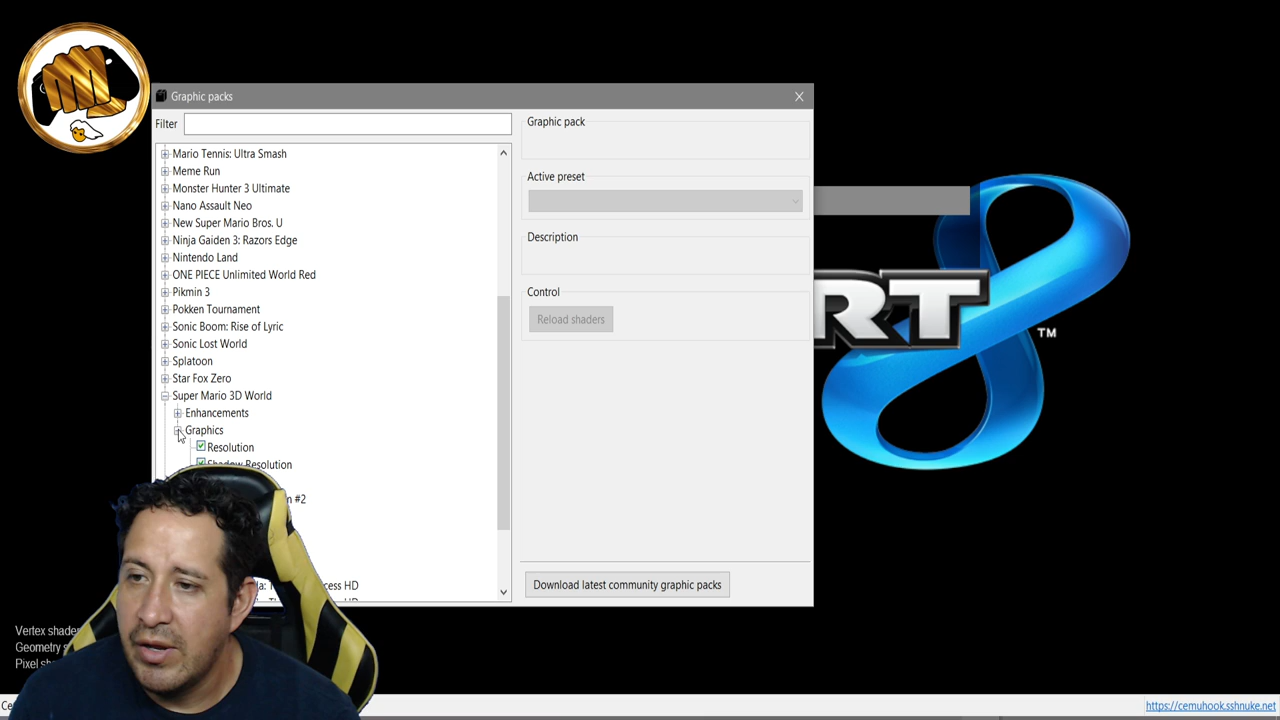 Graphic packs
Filter
Graphic pack
Mario Tennis: Ultra Smash
Meme Run
Active preset
Monster Hunter 3 Ultimate
Nano Assault Neo
New Super Mario Bros. U
Description
Ninja Gaiden 3: Razors Edge
Nintendo Land
ONE PIECE Unlimited World Red
Pikmin 3
Control
Pokken Tournament
Reload shaders
Sonic Boom: Rise of Lyric
RT
TM
Sonic Lost World
Splatoon
Star Fox Zero
Super Mario 3D World
Enhancements
Graphics
Resolution
Shadow Resolution
#2
Download latest community graphic packs
HD
Vertex
https://cemuhook.sshnuke.net